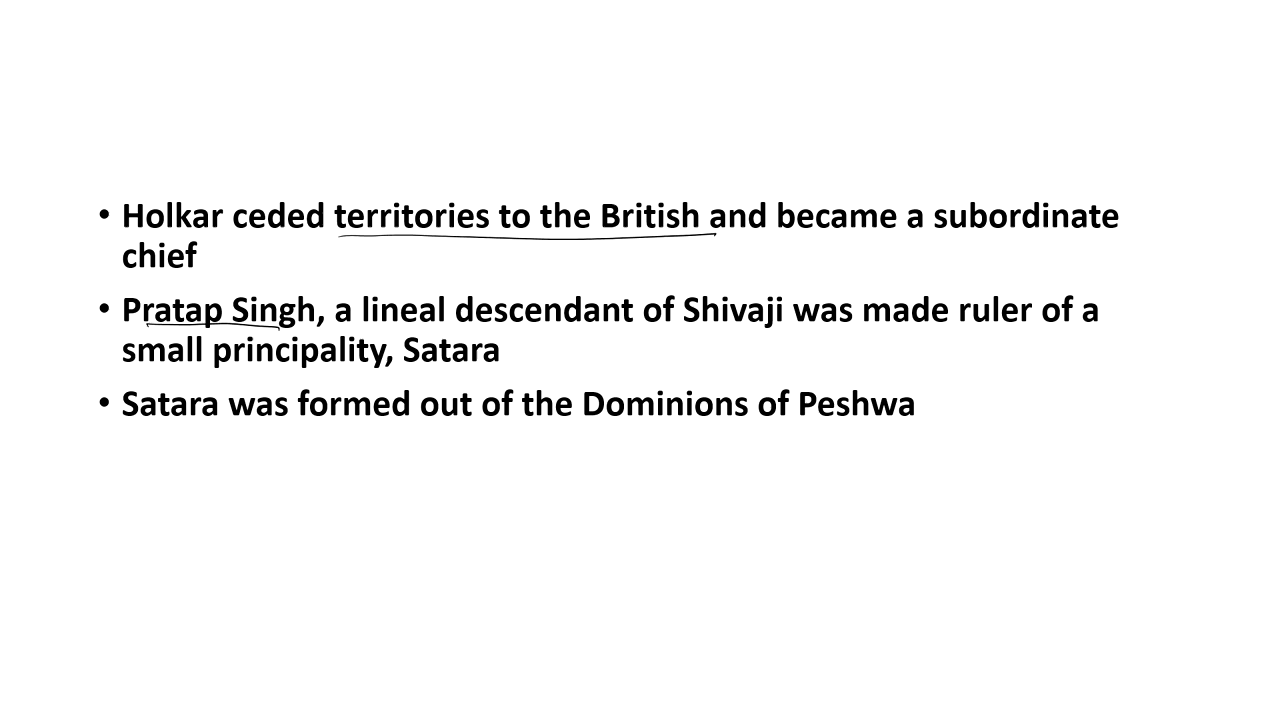 • Holkar ceded territories to the British and became a subordinate
chief
• Pratap Singh, a lineal descendant of Shivaji was made ruler of a
small principality, Satara
• Satara was formed out of the Dominions of Peshwa